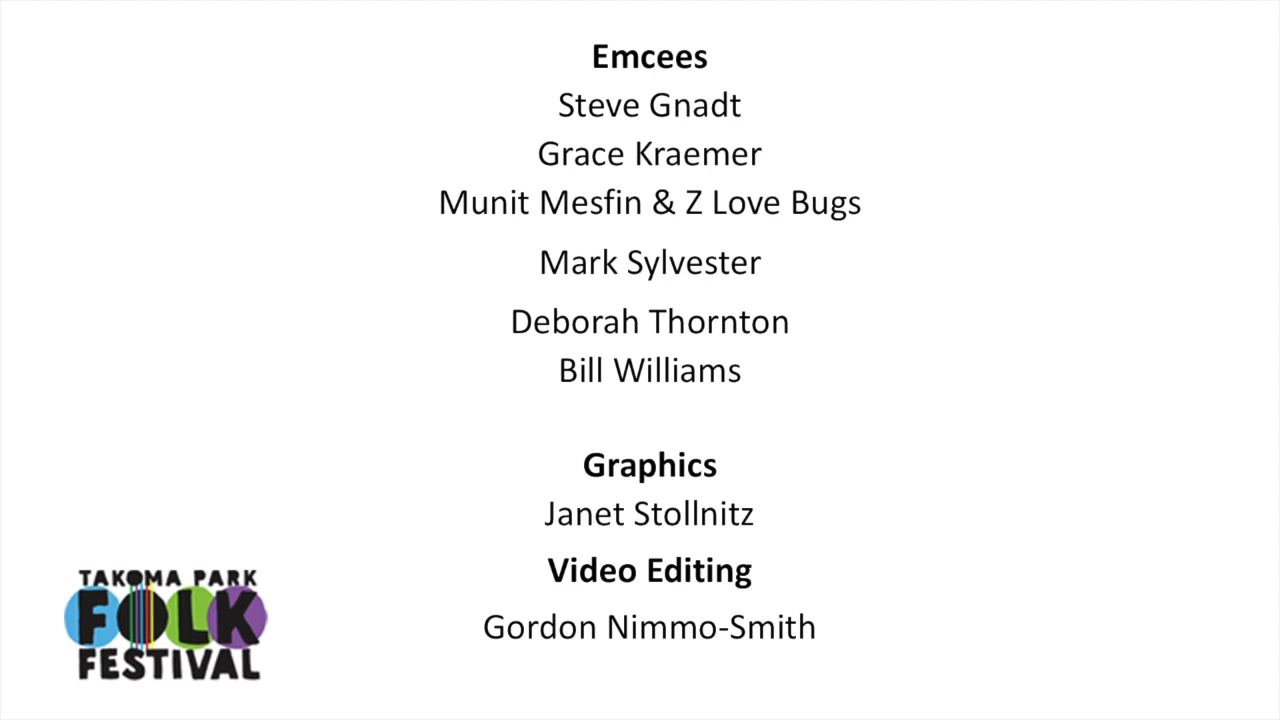 Emcees
Steve Gnadt
Grace Kraemer
Munit Mesfin & Z Love Bugs
Mark Sylvester
Deborah Thornton
Bill Williams
Graphics
Janet Stollnitz
Video Editing
Gordon Nimmo-Smith
TAKOMA PARK
FOLK
FESTIVAL